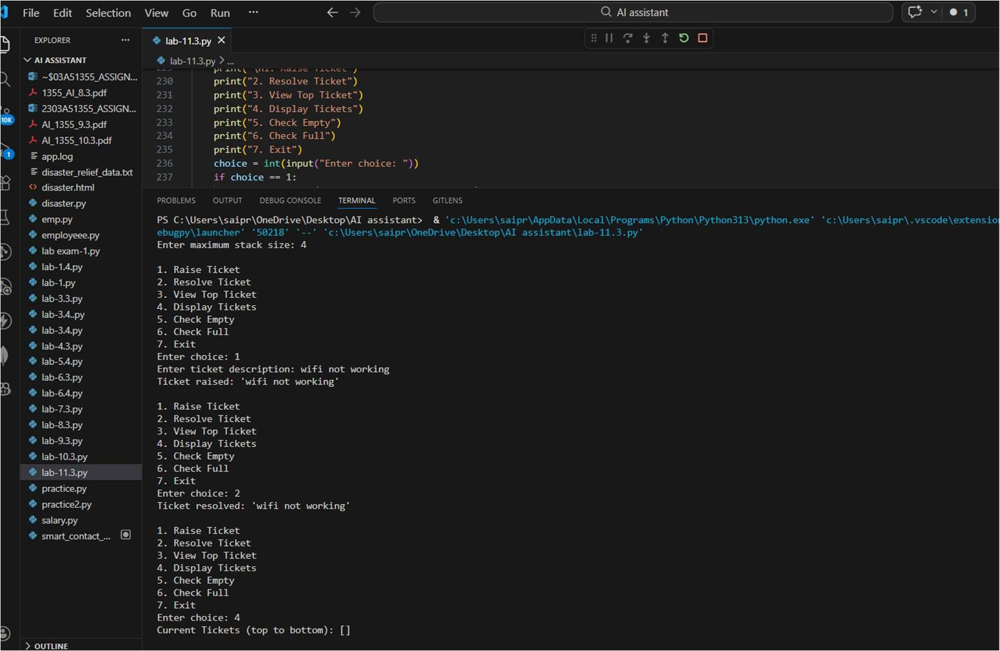 File Edit Selection View Go Run ···
AI assistant
1
EXPLORER ···
AI ASSISTANT
~$03A51355_ASSIGN...
1355_AI_8.3.pdf
2303A51355_ASSIGN...
AI_1355_9.3.pdf
AI_1355_10.3.pdf
app.log
disaster_relief_data.txt
disaster.html
disaster.py
emp.py
employeee.py
lab exam-1.py
lab-1.4.py
lab-1.py
lab-3.3.py
lab-3.4..py
lab-3.4.py
lab-4.3.py
lab-5.4.py
lab-6.3.py
lab-6.4.py
lab-7.3.py
lab-8.3.py
lab-9.3.py
lab-10.3.py
lab-11.3.py
practice.py
practice2.py
salary.py
smart_contact_...
OUTLINE
10K
1
lab-11.3.py
lab-11.3.py > ...
229 print("\n1. Raise Ticket")
230 print("2. Resolve Ticket")
231 print("3. View Top Ticket")
232 print("4. Display Tickets")
233 print("5. Check Empty")
234 print("6. Check Full")
235 print("7. Exit")
236 choice = int(input("Enter choice: "))
237 if choice == 1:
PROBLEMS OUTPUT DEBUG CONSOLE TERMINAL PORTS GITLENS
PS C:\Users\saipr\OneDrive\Desktop\AI assistant> & 'c:\Users\saipr\AppData\Local\Programs\Python\Python313\python.exe' 'c:\Users\saipr\.vscode\extension
ebugpy\launcher' '50218' '--' 'c:\Users\saipr\OneDrive\Desktop\AI assistant\lab-11.3.py'
Enter maximum stack size: 4
1. Raise Ticket
2. Resolve Ticket
3. View Top Ticket
4. Display Tickets
5. Check Empty
6. Check Full
7. Exit
Enter choice: 1
Enter ticket description: wifi not working
Ticket raised: 'wifi not working'
1. Raise Ticket
2. Resolve Ticket
3. View Top Ticket
4. Display Tickets
5. Check Empty
6. Check Full
7. Exit
Enter choice: 2
Ticket resolved: 'wifi not working'
1. Raise Ticket
2. Resolve Ticket
3. View Top Ticket
4. Display Tickets
5. Check Empty
6. Check Full
7. Exit
Enter choice: 4
Current Tickets (top to bottom): []